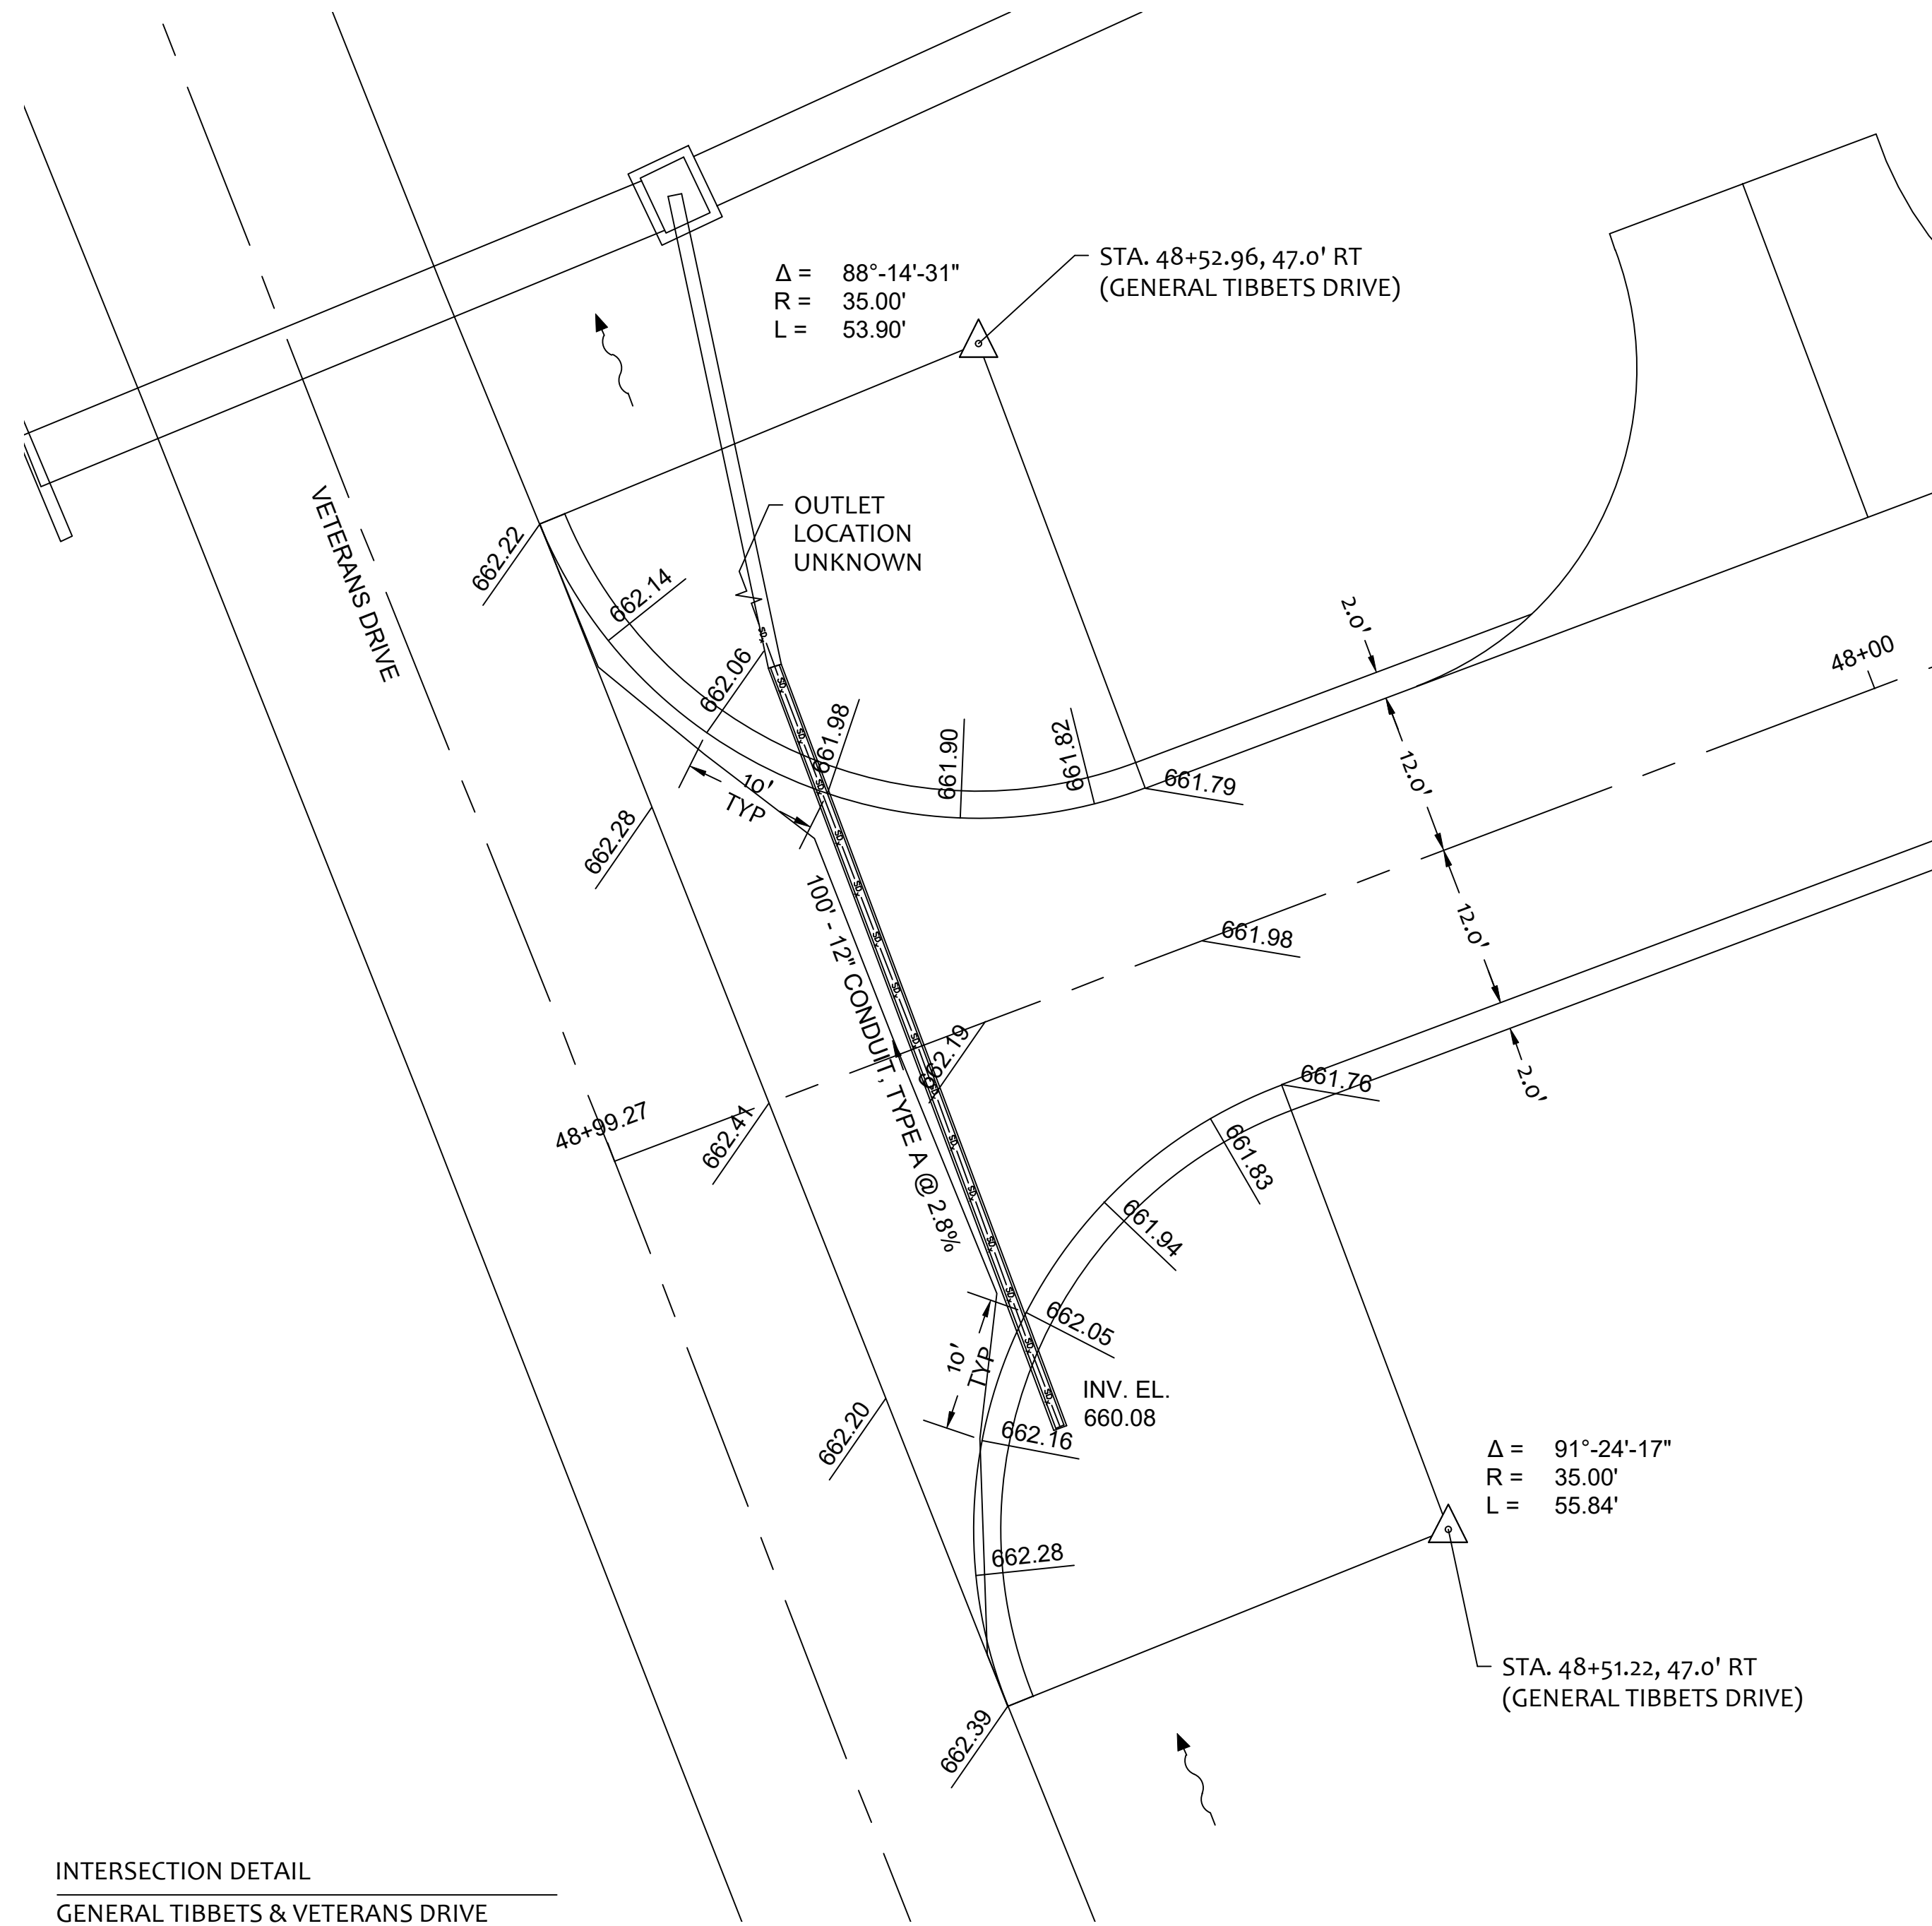 Δ = 88°-14'-31"
R = 35.00'
L = 53.90'
STA. 48+52.96, 47.0' RT
(GENERAL TIBBETS DRIVE)
OUTLET
LOCATION
UNKNOWN
VETERANS DRIVE
662.22
662.14
662.06
661.98
661.90
661.82
661.79
2.0'
12.0'
48+00
10'
TYP
662.28
100' - 12" CONDUIT, TYPE A @ 2.8%
661.98
12.0'
662.19
48+99.27
662.41
661.76
2.0'
661.83
661.94
662.05
10'
TYP
INV. EL.
660.08
662.16
662.20
Δ = 91°-24'-17"
R = 35.00'
L = 55.84'
662.28
STA. 48+51.22, 47.0' RT
(GENERAL TIBBETS DRIVE)
662.39
INTERSECTION DETAIL
GENERAL TIBBETS & VETERANS DRIVE